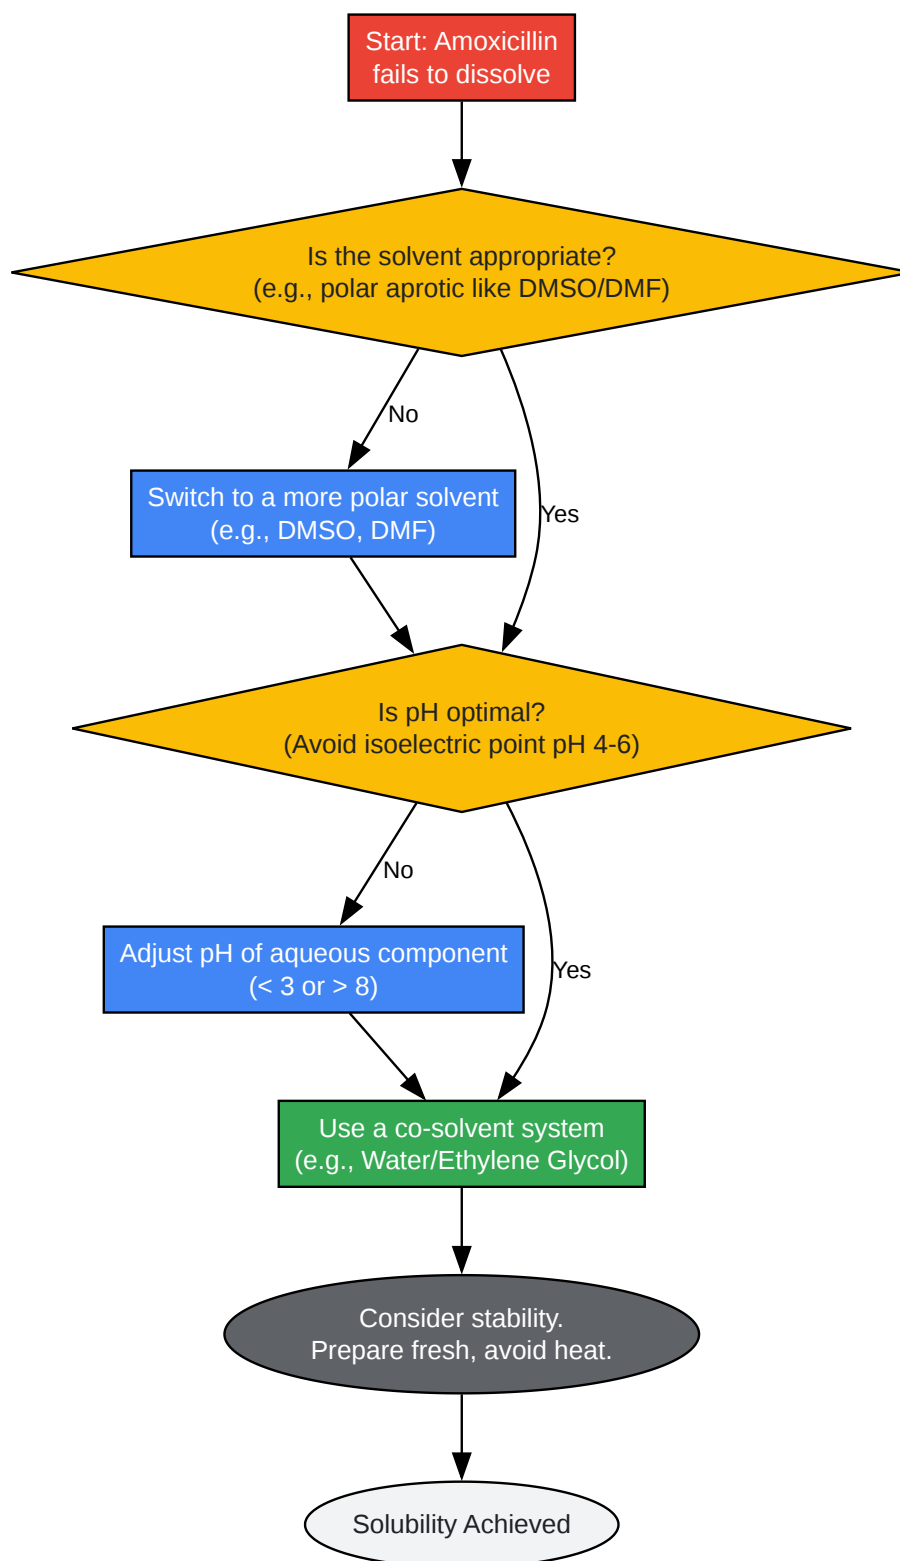 Start: Amoxicillin
fails to dissolve
Is the solvent appropriate?
(e.g., polar aprotic like DMSO/DMF)
No
Yes
Switch to a more polar solvent
(e.g., DMSO, DMF)
Is pH optimal?
(Avoid isoelectric point pH 4-6)
No
Yes
Adjust pH of aqueous component
(< 3 or > 8)
Use a co-solvent system
(e.g., Water/Ethylene Glycol)
Consider stability.
Prepare fresh, avoid heat.
Solubility Achieved